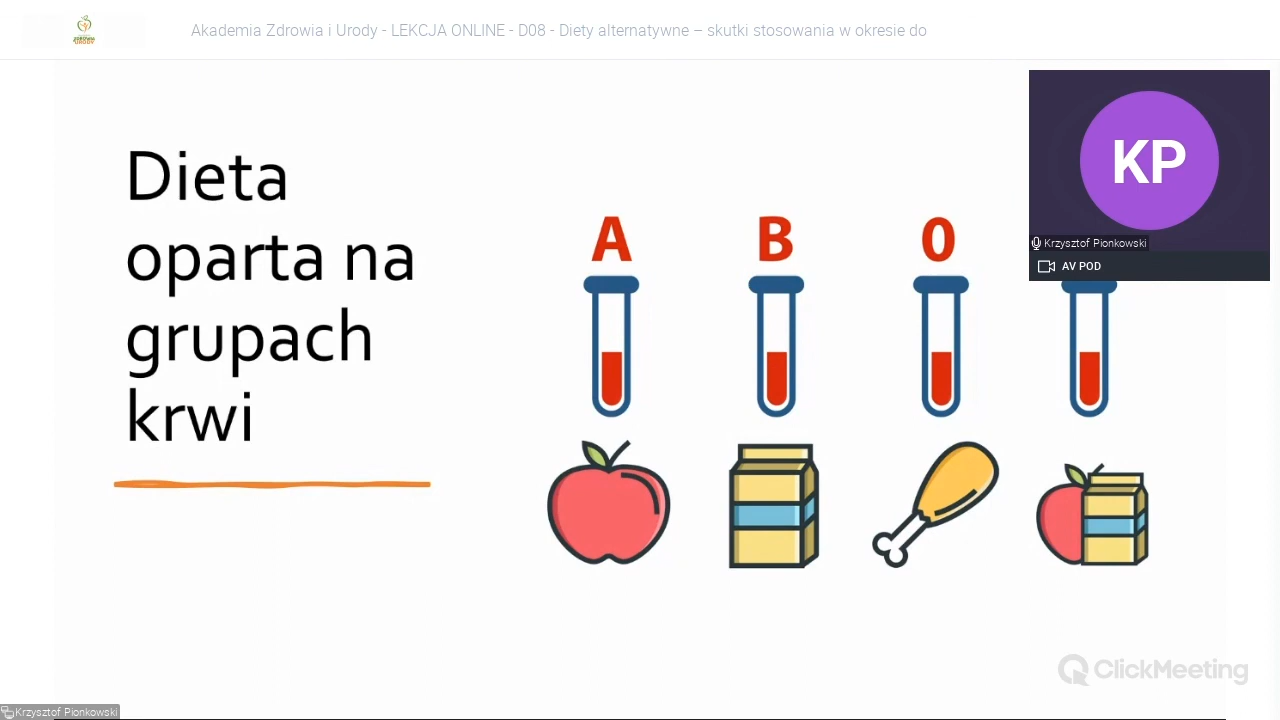 Akademia Zdrowia i Urody - LEKCJA ONLINE - D08 - Diety alternatywne – skutki stosowania w okresie do
Dieta
oparta na
grupach
krwi
A B 0
KP
Krzysztof Pionkowski
AV POD
ClickMeeting
Krzysztof Pionkowski